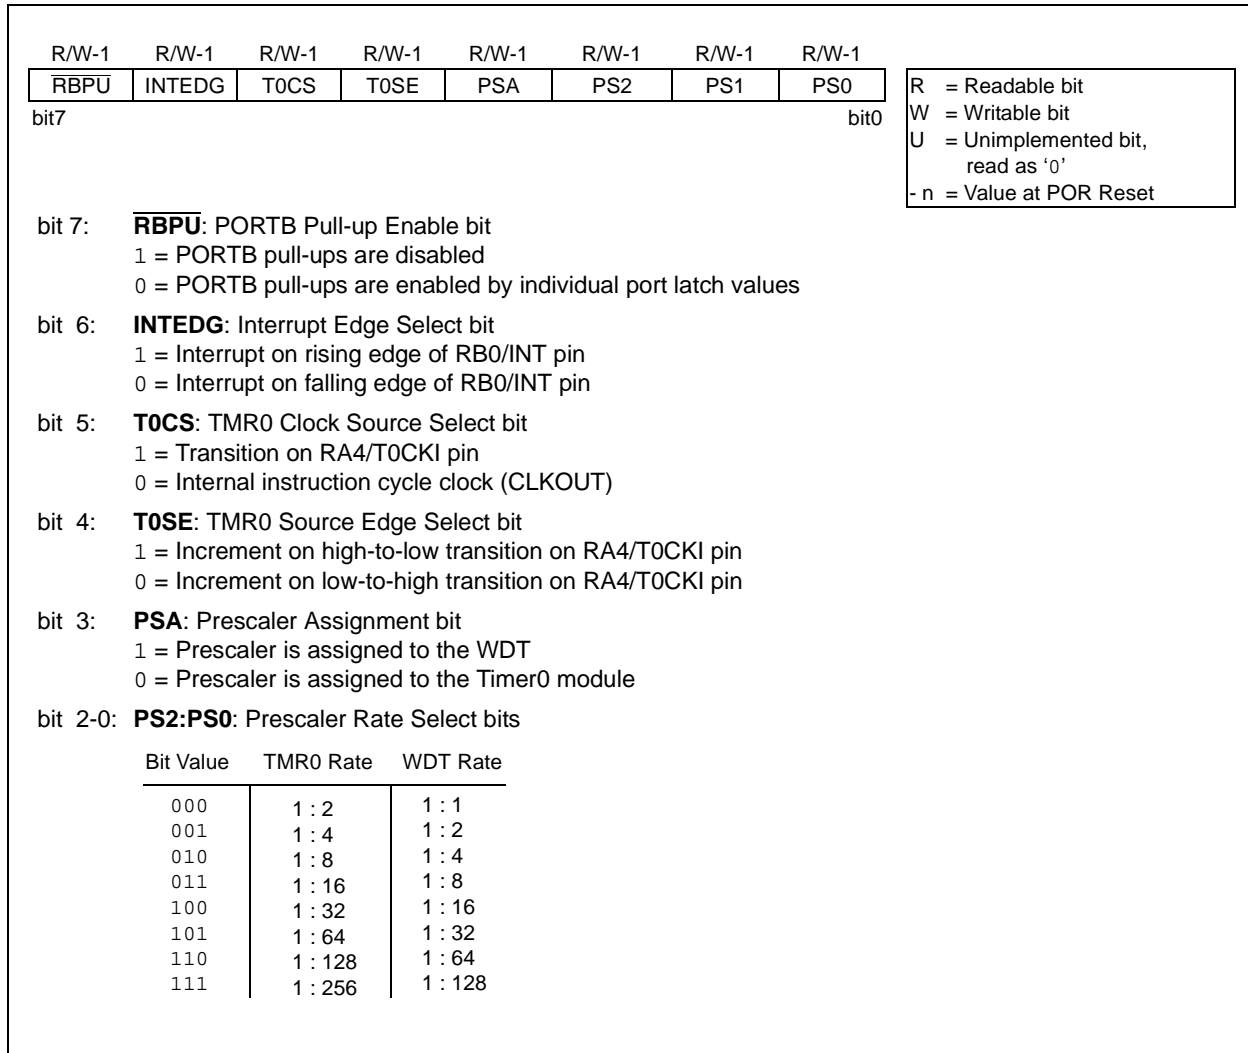 R/W-1 R/W-1 R/W-1 R/W-1 R/W-1 R/W-1 R/W-1 R/W-1
RBPU INTEDG T0CS T0SE PSA PS2 PS1 PS0
bit7 bit0
R = Readable bit
W = Writable bit
U = Unimplemented bit,
read as ‘0’
- n = Value at POR Reset
bit 7: RBPU: PORTB Pull-up Enable bit
1 = PORTB pull-ups are disabled
0 = PORTB pull-ups are enabled by individual port latch values
bit 6: INTEDG: Interrupt Edge Select bit
1 = Interrupt on rising edge of RB0/INT pin
0 = Interrupt on falling edge of RB0/INT pin
bit 5: T0CS: TMR0 Clock Source Select bit
1 = Transition on RA4/T0CKI pin
0 = Internal instruction cycle clock (CLKOUT)
bit 4: T0SE: TMR0 Source Edge Select bit
1 = Increment on high-to-low transition on RA4/T0CKI pin
0 = Increment on low-to-high transition on RA4/T0CKI pin
bit 3: PSA: Prescaler Assignment bit
1 = Prescaler is assigned to the WDT
0 = Prescaler is assigned to the Timer0 module
bit 2-0: PS2:PS0: Prescaler Rate Select bits
Bit Value TMR0 Rate WDT Rate
000 1 : 2 1 : 1
001 1 : 4 1 : 2
010 1 : 8 1 : 4
011 1 : 16 1 : 8
100 1 : 32 1 : 16
101 1 : 64 1 : 32
110 1 : 128 1 : 64
111 1 : 256 1 : 128